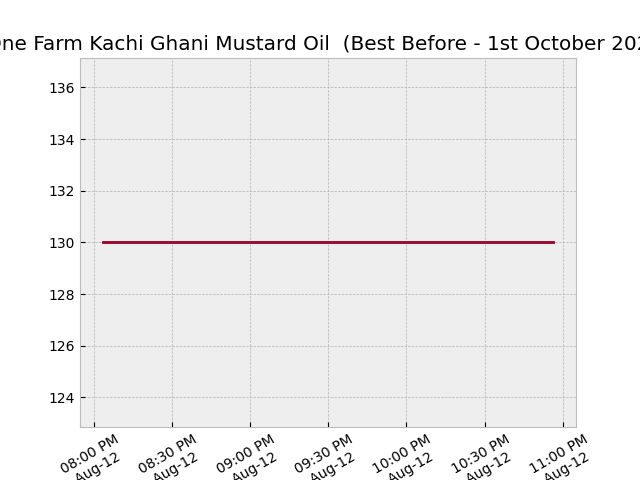 Farm Kachi Ghani Mustard Oil (Best Before - 1st October
136
134
132
130
128
126
124
08:00 PM
Aug-12
08:30 PM
Aug-12
09:00 PM
Aug-12
09:30 PM
Aug-12
10:00 PM
Aug-12
10:30 PM
Aug-12
11:00 PM
Aug-12